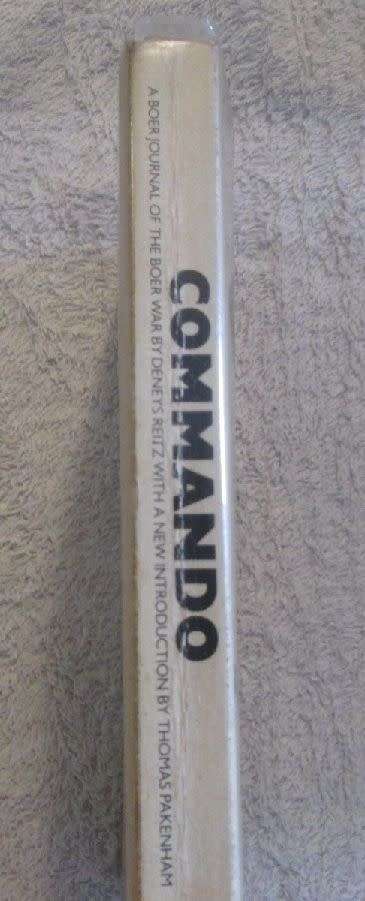 COMMANDO
A BOER JOURNAL OF THE BOER WAR BY DENEYS REITZ WITH A NEW INTRODUCTION BY THOMAS PAKENHAM